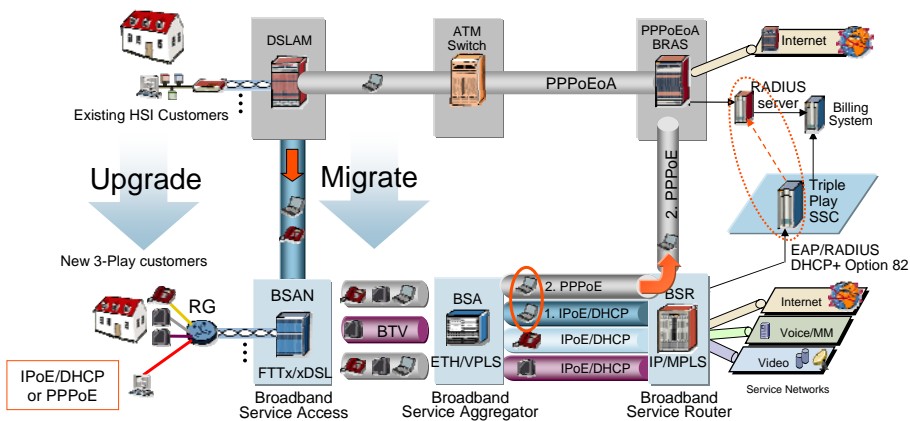 DSLAM
ATM
Switch
PPPoEoA
BRAS
Internet
PPPoEoA
RADIUS
server
Billing
System
Existing HSI Customers
Upgrade
Migrate
2. PPPoE
Triple
Play
SSC
EAP/RADIUS
DHCP+ Option 82
New 3-Play customers
RG
BSAN
FTTx/xDSL
BTV
BSA
ETH/VPLS
2. PPPoE
1. IPoE/DHCP
IPoE/DHCP
IPoE/DHCP
BSR
IP/MPLS
Internet
Voice/MM
Video
Service Networks
IPoE/DHCP
or PPPoE
Broadband
Service Access
Broadband
Service Aggregator
Broadband
Service Router